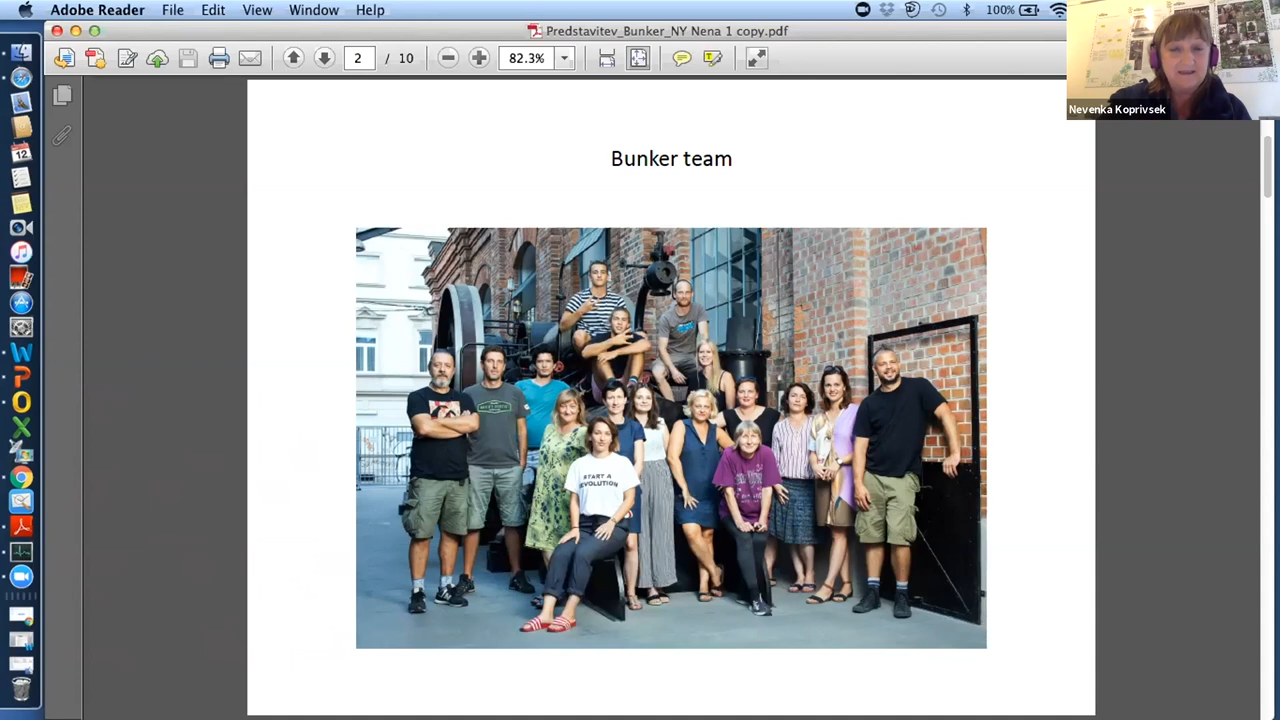 Adobe Reader File Edit View Window Help 100%
Predstavitev_Bunker_NY Nena 1 copy.pdf
2 / 10 82.3%
Nevenka Koprivsek
Bunker team
START A
REVOLUTION
12